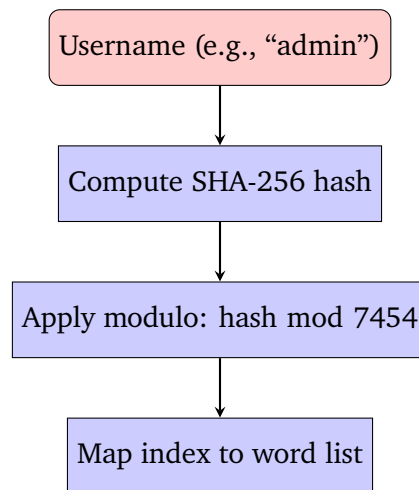 Username (e.g., “admin”)
Compute SHA-256 hash
Apply modulo: hash mod 7454
Map index to word list